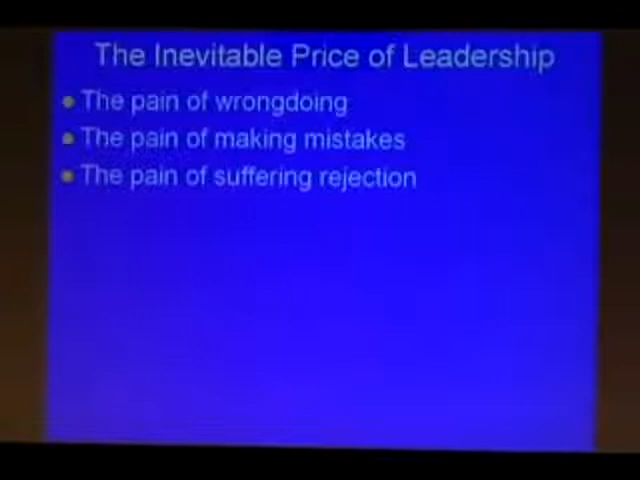 The Inevitable Price of Leadership
The pain of wrongdoing
The pain of making mistakes
The pain of suffering rejection